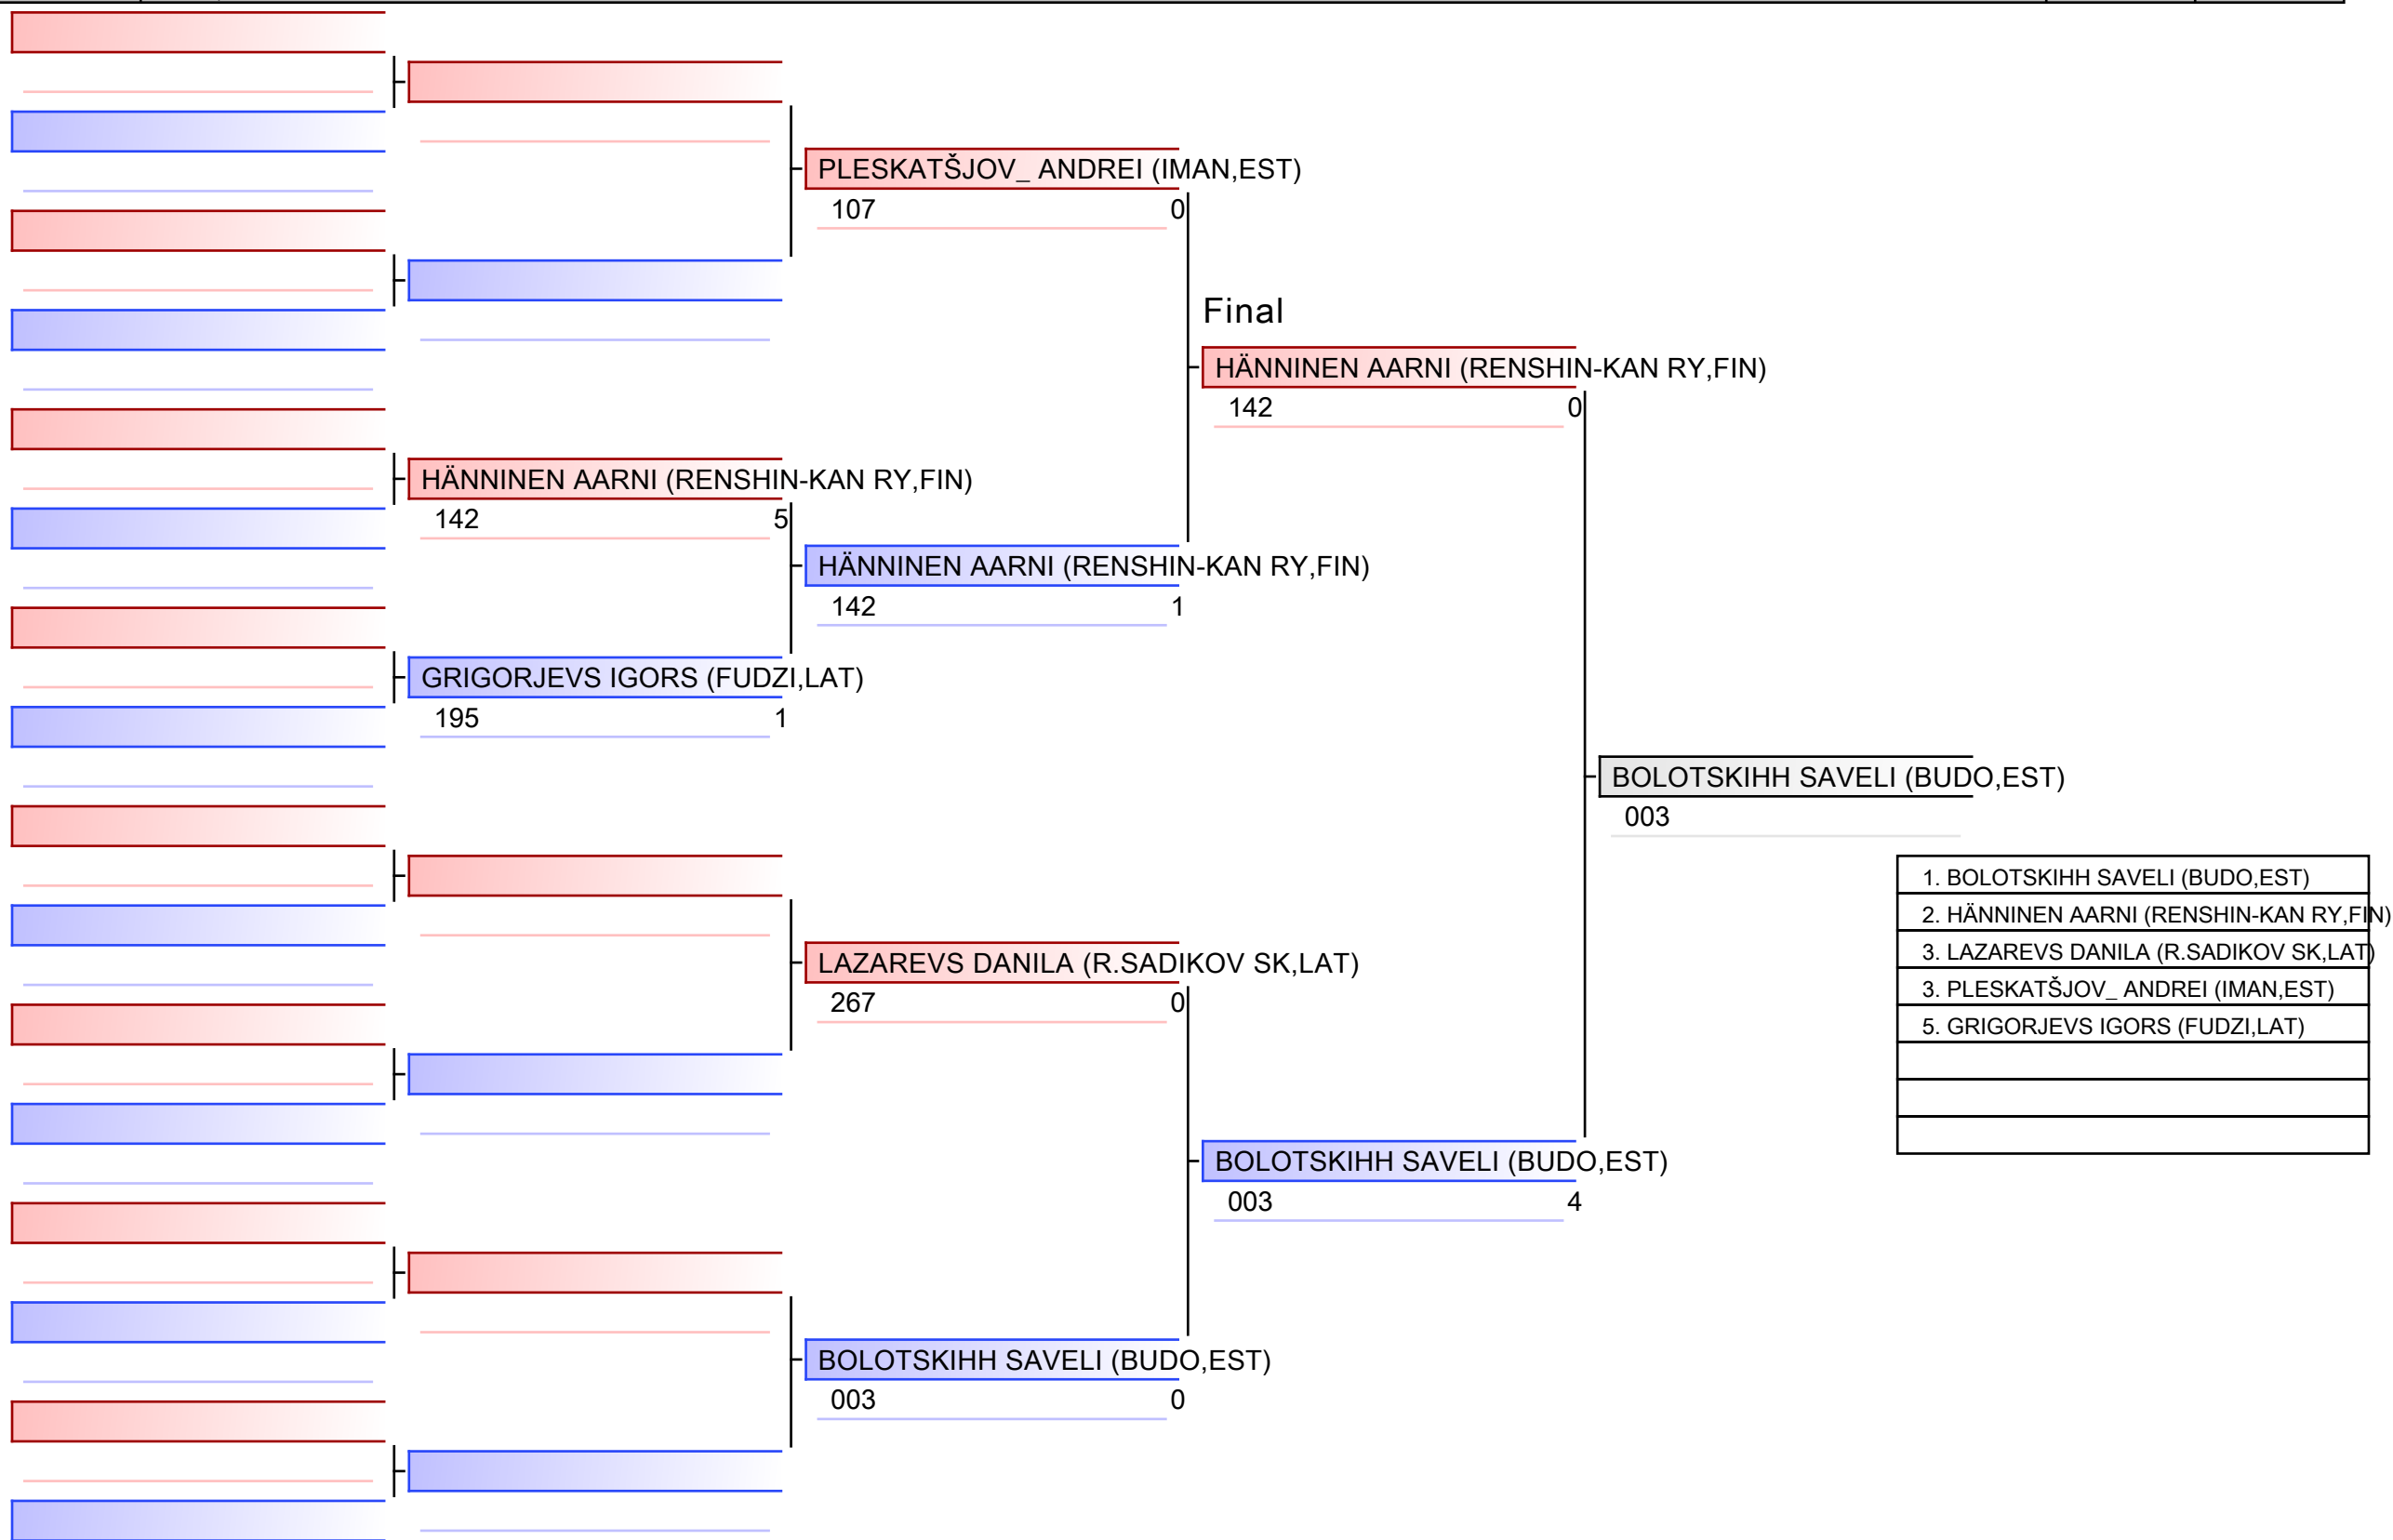 PLESKATŠJOV_ ANDREI (IMAN,EST)
107 0
Final
HÄNNINEN AARNI (RENSHIN-KAN RY,FIN)
142 0
HÄNNINEN AARNI (RENSHIN-KAN RY,FIN)
142 5
HÄNNINEN AARNI (RENSHIN-KAN RY,FIN)
142 1
GRIGORJEVS IGORS (FUDZI,LAT)
195 1
BOLOTSKIHH SAVELI (BUDO,EST)
003
1. BOLOTSKIHH SAVELI (BUDO,EST)
2. HÄNNINEN AARNI (RENSHIN-KAN RY,FIN)
3. LAZAREVS DANILA (R.SADIKOV SK,LAT)
3. PLESKATŠJOV_ ANDREI (IMAN,EST)
5. GRIGORJEVS IGORS (FUDZI,LAT)
LAZAREVS DANILA (R.SADIKOV SK,LAT)
267 0
BOLOTSKIHH SAVELI (BUDO,EST)
003 4
BOLOTSKIHH SAVELI (BUDO,EST)
003 0